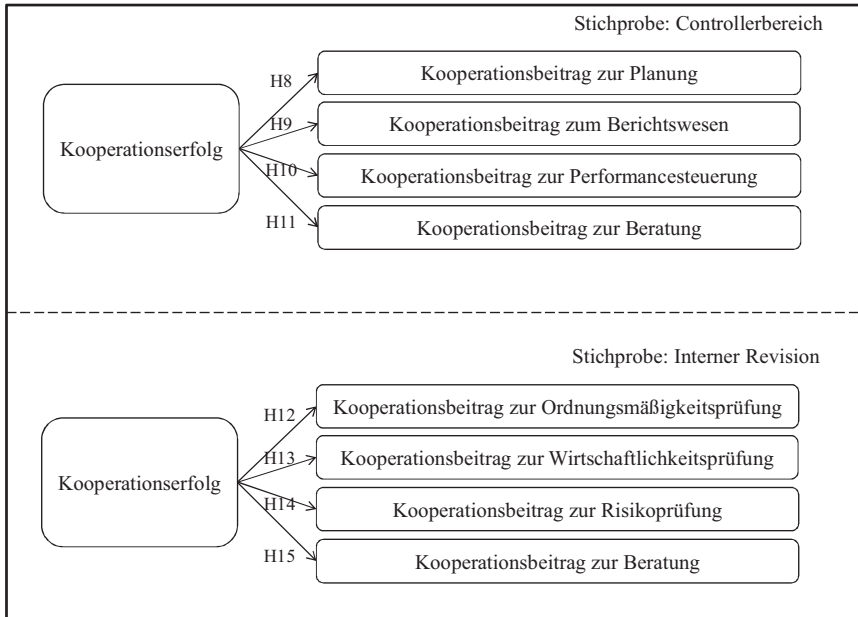 Stichprobe: Controllerbereich
H8
Kooperationsbeitrag zur Planung
H9
Kooperationsbeitrag zum Berichtswesen
Kooperationserfolg
H10
Kooperationsbeitrag zur Performancesteuerung
H11
Kooperationsbeitrag zur Beratung
Stichprobe: Interner Revision
H12
Kooperationsbeitrag zur Ordnungsmäßigkeitsprüfung
H13
Kooperationsbeitrag zur Wirtschaftlichkeitsprüfung
Kooperationserfolg
H14
Kooperationsbeitrag zur Risikoprüfung
H15
Kooperationsbeitrag zur Beratung